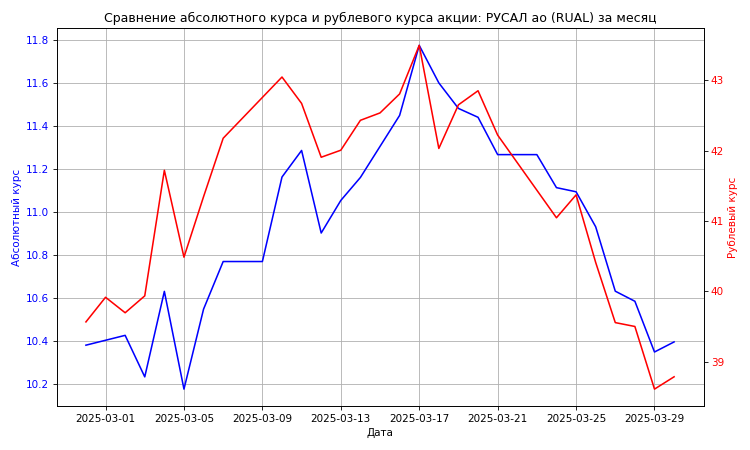 Сравнение абсолютного курса и рублевого курса акции: РУСАЛ ао (RUAL) за месяц
11.8
11.6
11.4
11.2
11.0
10.8
10.6
10.4
10.2
Абсолютный курс
43
42
41
40
39
Рублевый курс
2025-03-01 2025-03-05 2025-03-09 2025-03-13 2025-03-17 2025-03-21 2025-03-25 2025-03-29
Дата